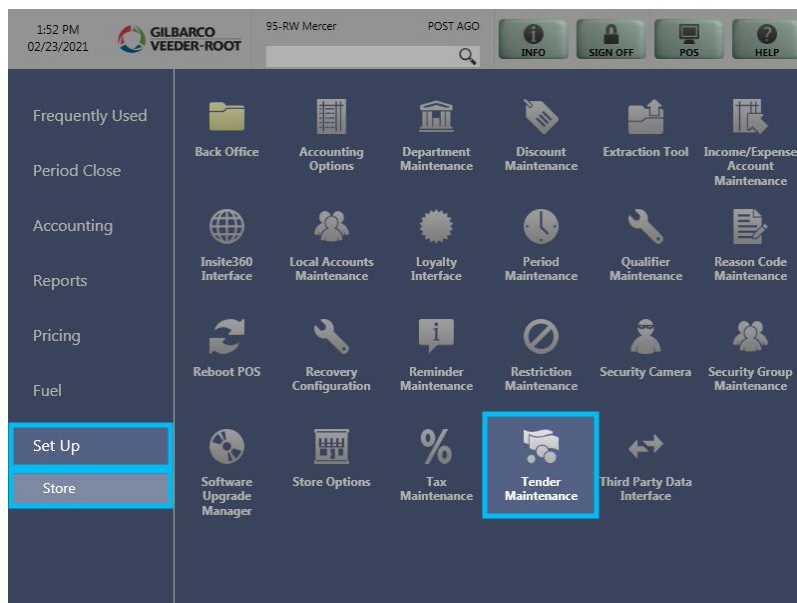 1:52 PM
02/23/2021
GILBARCO
VEEDER-ROOT
95-RW Mercer
POST AGO
INFO
SIGN OFF
POS
HELP
Frequently Used
Period Close
Accounting
Reports
Pricing
Fuel
Set Up
Store
Back Office
Accounting
Options
Department
Maintenance
Discount
Maintenance
Extraction Tool
Income/Expense
Account
Maintenance
Insite360
Interface
Local Accounts
Maintenance
Loyalty
Interface
Period
Maintenance
Qualifier
Maintenance
Reason Code
Maintenance
Reboot POS
Recovery
Configuration
Reminder
Maintenance
Restriction
Maintenance
Security Camera
Security Group
Maintenance
Software
Upgrade
Manager
Store Options
Tax
Maintenance
Tender
Maintenance
Third Party Data
Interface